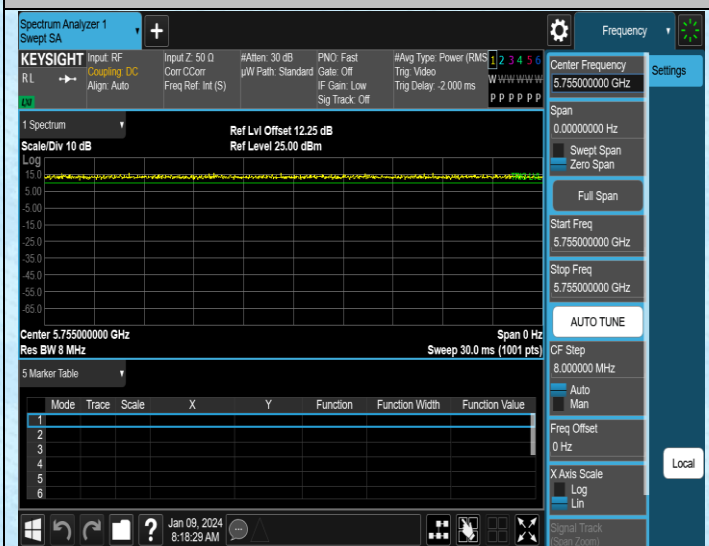 Spectrum Analyzer 1
Swept SA
+
Frequency
KEYSIGHT
RL
LXI
Input: RF
Coupling: DC
Align: Auto
Input Z: 50 Ω
Corr CCorr
Freq Ref: Int (S)
#Atten: 30 dB
µW Path: Standard
PNO: Fast
Gate: Off
IF Gain: Low
Sig Track: Off
#Avg Type: Power (RMS
Trig: Video
Trig Delay: -2.000 ms
1 2 3 4 5 6
W W W W W W
P P P P P P
1 Spectrum
Scale/Div 10 dB
Ref Lvl Offset 12.25 dB
Ref Level 25.00 dBm
Log
15.0
5.00
-5.00
-15.0
-25.0
-35.0
-45.0
-55.0
-65.0
Center 5.755000000 GHz
Span 0 Hz
Res BW 8 MHz
Sweep 30.0 ms (1001 pts)
5 Marker Table
Mode Trace Scale X Y Function Function Width Function Value
1
2
3
4
5
6
?
Jan 09, 2024
8:18:29 AM
Center Frequency
5.755000000 GHz
Settings
Span
0.00000000 Hz
Swept Span
Zero Span
Full Span
Start Freq
5.755000000 GHz
Stop Freq
5.755000000 GHz
AUTO TUNE
CF Step
8.000000 MHz
Auto
Man
Freq Offset
0 Hz
Local
X Axis Scale
Log
Lin
Signal Track
(Span Zoom)